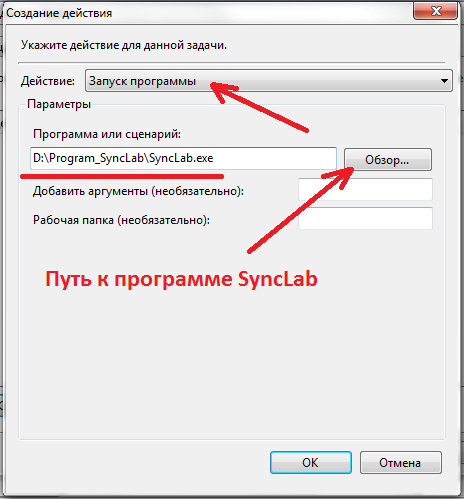 Создание действия
Укажите действие для данной задачи.
Действие: Запуск программы
Параметры
Программа или сценарий:
D:\Program_SyncLab\SyncLab.exe Обзор...
Добавить аргументы (необязательно):
Рабочая папка (необязательно):
Путь к программе SyncLab
OK Отмена